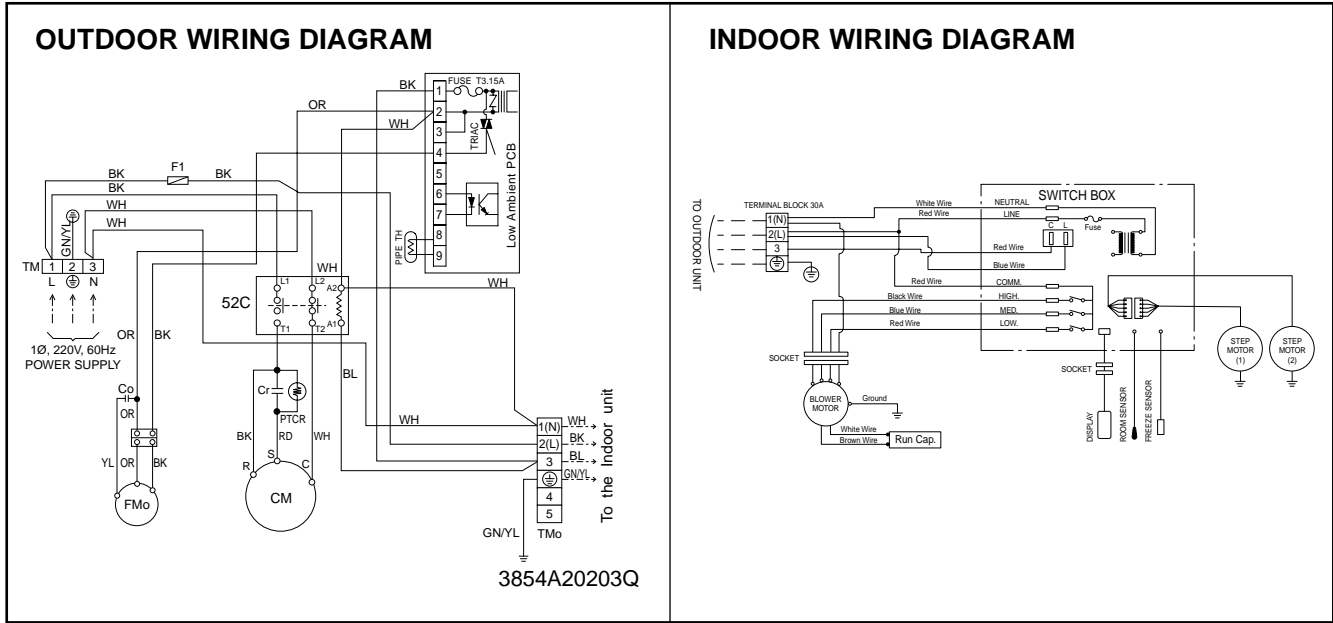 OUTDOOR WIRING DIAGRAM
BK
FUSE T3.15A
OR
WH
1
2
3
4
5
6
7
8
9
TRIAC
Low Ambient PCB
PIPE TH
BK
F1
BK
BK
WH
GN/YL
WH
TM
1
2
3
L
N
WH
L1
L2
A2
WH
52C
T1
T2
A1
1Ø, 220V, 60Hz
POWER SUPPLY
OR
BK
BL
Co
OR
Cr
PTCR
BK
RD
WH
WH
YL
OR
BK
R
S
C
FMo
CM
1(N)
WH
2(L)
BK
3
BL
GN/YL
4
5
TMo
To the Indoor unit
GN/YL
3854A20203Q
INDOOR WIRING DIAGRAM
SWITCH BOX
TO OUTDOOR UNIT
TERMINAL BLOCK 30A
1(N)
2(L)
3
White Wire
NEUTRAL
Red Wire
LINE
C
L
Fuse
Red Wire
Blue Wire
Red Wire
COMM.
Black Wire
HIGH.
Blue Wire
MED.
Red Wire
LOW.
SOCKET
BLOWER
MOTOR
Ground
White Wire
Brown Wire
Run Cap.
SOCKET
DISPLAY
ROOM SENSOR
FREEZE SENSOR
STEP
MOTOR
(1)
STEP
MOTOR
(2)